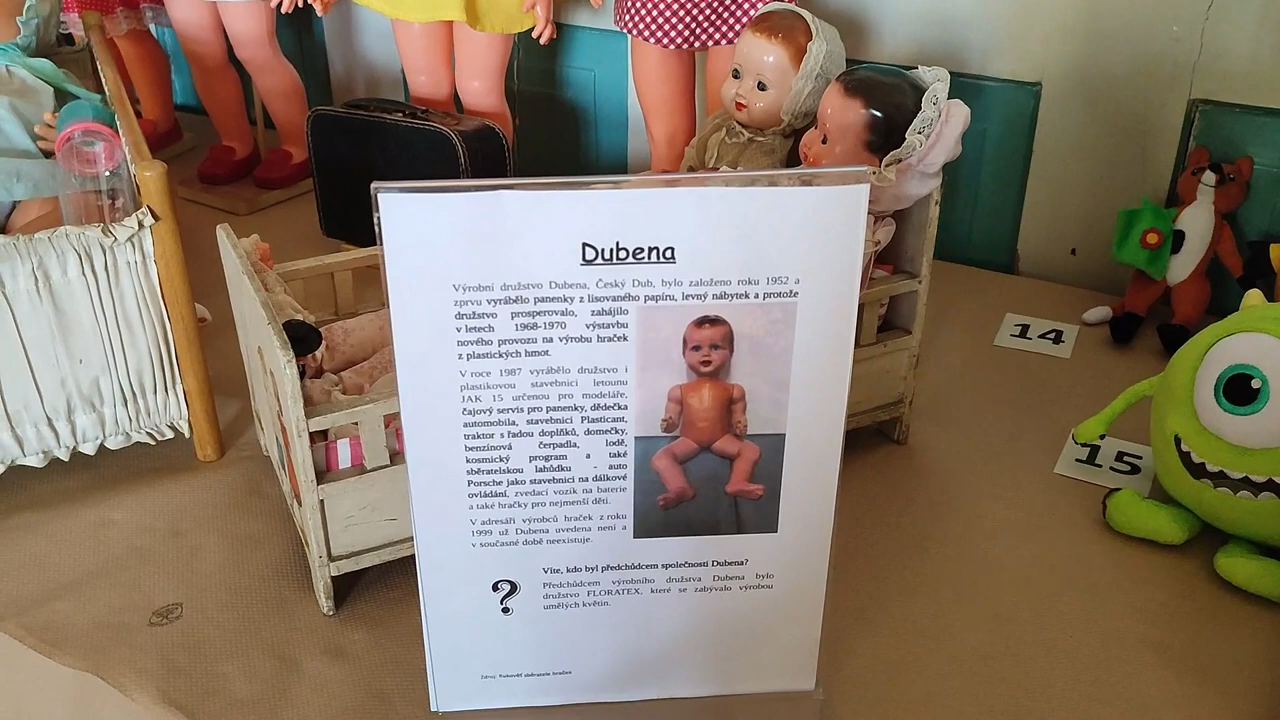 Dubena
Výrobní družstvo Dubena, Český Dub, bylo založeno roku 1952 a
zprvu vyrábělo panenky z lisovaného papíru, levný nábytek a protože
družstvo prosperovalo, zahájilo
v letech 1968-1970 výstavbu
nového provozu na výrobu hraček
z plastických hmot.
V roce 1987 vyrábělo družstvo i
plastikovou stavebnici letounu
JAK 15 určenou pro modeláře,
čajový servis pro panenky, dědečka
automobila, stavebnici Plasticant,
traktor s řadou doplňků, domečky,
benzínová čerpadla, lodě,
kosmický program a také
sběratelskou lahůdku - auto
Porsche jako stavebnici na dálkové
ovládání, zvedací vozík na baterie
a také hračky pro nejmenší děti.
V adresáři výrobců hraček z roku
1999 už Dubena uvedena není a
v současné době neexistuje.
?
Víte, kdo byl předchůdcem společnosti Dubena?
Předchůdcem výrobního družstva Dubena bylo
družstvo FLORATEX, které se zabývalo výrobou
umělých květin.
Zdroj: Rukověť sběratele hraček
14
15